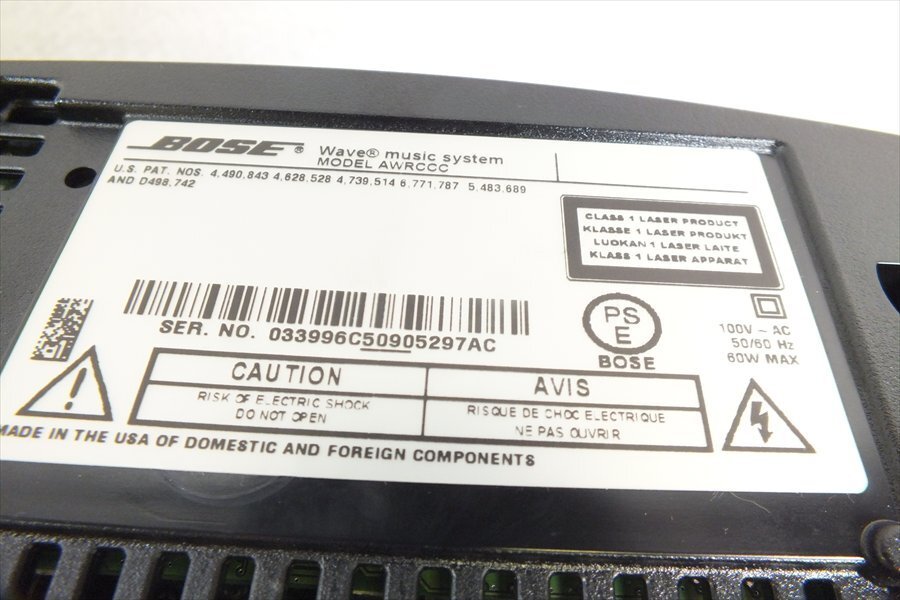 BOSE® Wave® music system
MODEL AWRCCC
U.S. PAT. NOS. 4,490,843 4,628,528 4,739,514 6,771,787 5,483,689
AND D498,742
CLASS 1 LASER PRODUCT
KLASSE 1 LASER PRODUKT
LUOKAN 1 LASER LAITE
KLASS 1 LASER APPARAT
SER. NO. 033996C50905297AC
PS
E
BOSE
100V ~ AC
50/60 Hz
60W MAX
CAUTION
RISK OF ELECTRIC SHOCK
DO NOT OPEN
AVIS
RISQUE DE CHOC ELECTRIQUE
NE PAS OUVRIR
MADE IN THE USA OF DOMESTIC AND FOREIGN COMPONENTS